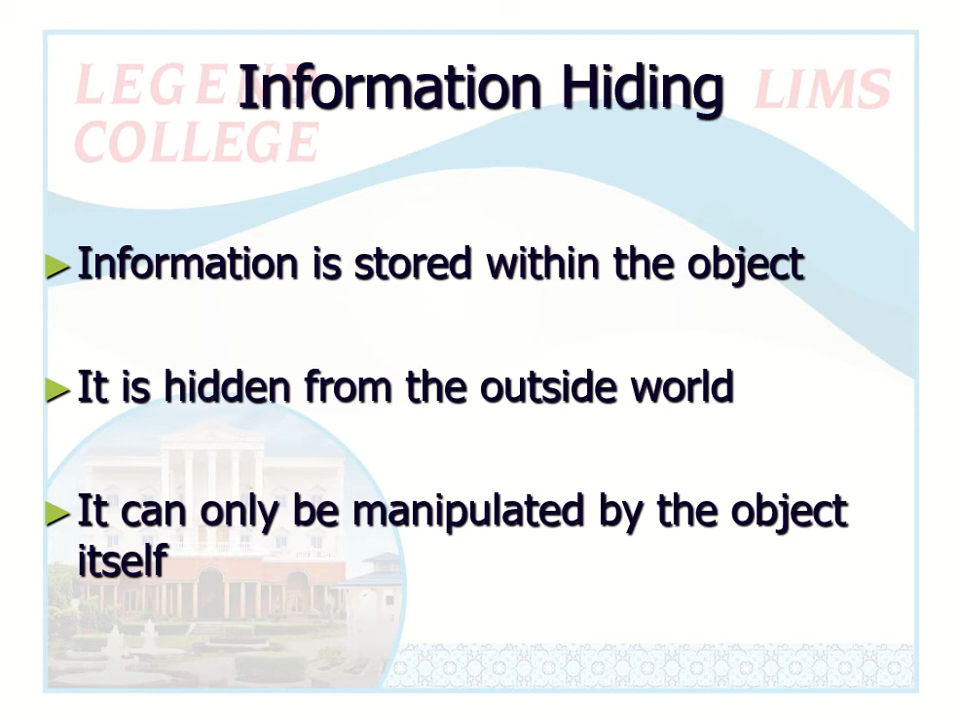 LEGEND
COLLEGE
Information Hiding
LIMS
► Information is stored within the object
► It is hidden from the outside world
► It can only be manipulated by the object
itself